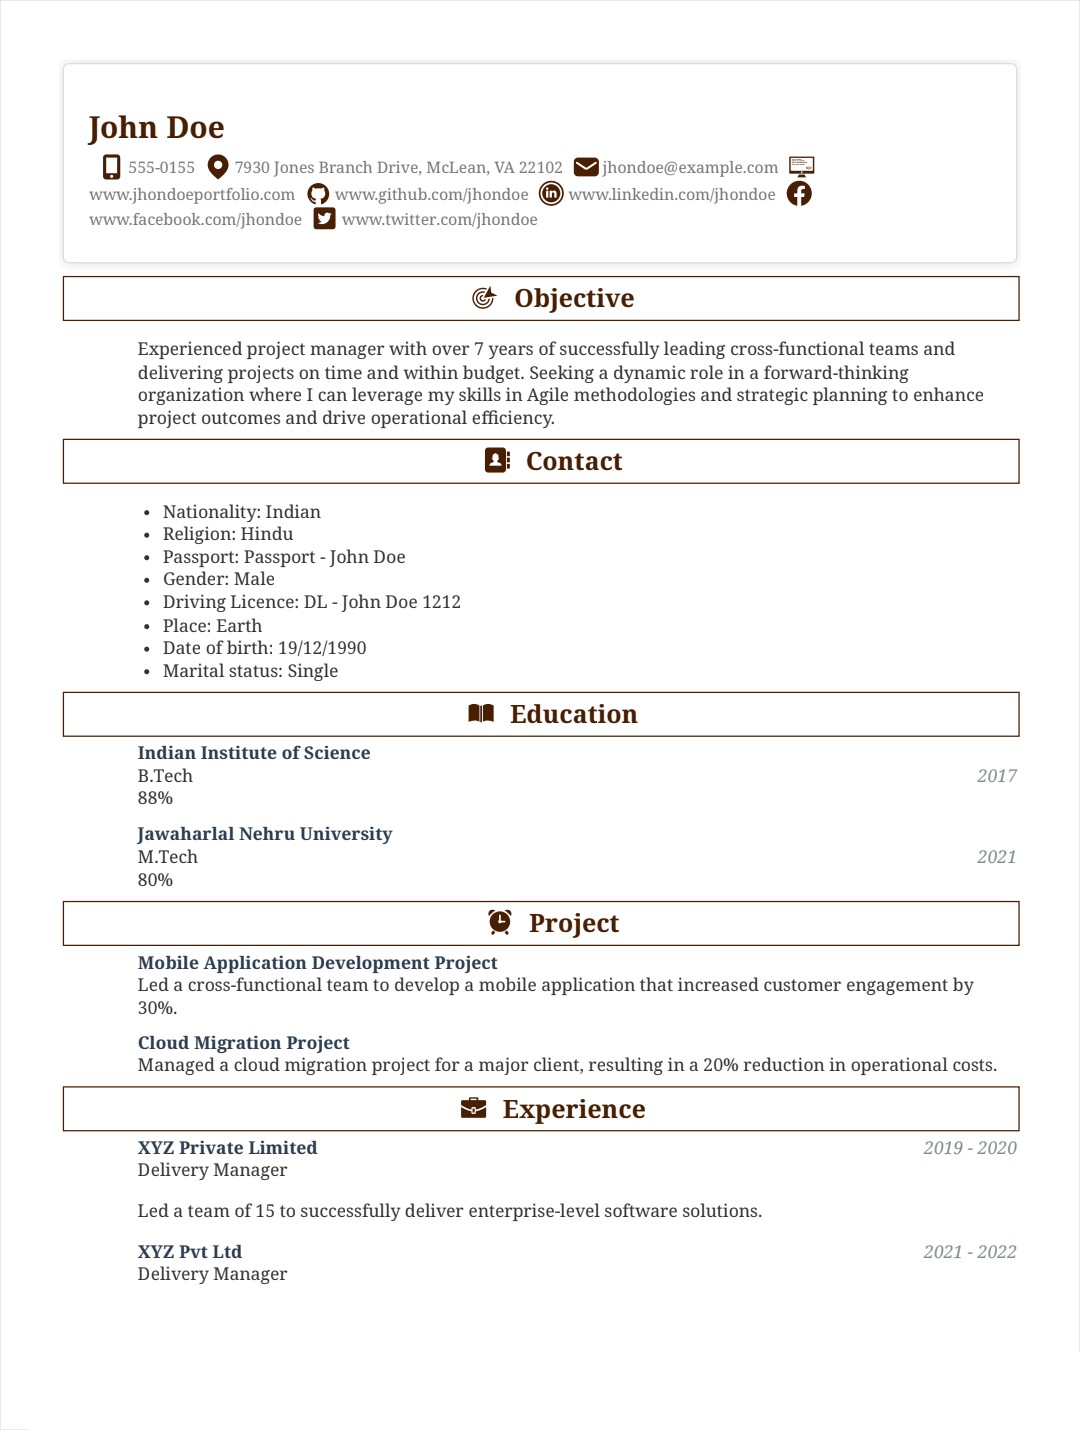 John Doe
555-0155 7930 Jones Branch Drive, McLean, VA 22102 jhondoe@example.com
www.jhondoeportfolio.com www.github.com/jhondoe www.linkedin.com/jhondoe
www.facebook.com/jhondoe www.twitter.com/jhondoe
Objective
Experienced project manager with over 7 years of successfully leading cross-functional teams and
delivering projects on time and within budget. Seeking a dynamic role in a forward-thinking
organization where I can leverage my skills in Agile methodologies and strategic planning to enhance
project outcomes and drive operational efficiency.
Contact
• Nationality: Indian
• Religion: Hindu
• Passport: Passport - John Doe
• Gender: Male
• Driving Licence: DL - John Doe 1212
• Place: Earth
• Date of birth: 19/12/1990
• Marital status: Single
Education
Indian Institute of Science
B.Tech 2017
88%
Jawaharlal Nehru University
M.Tech 2021
80%
Project
Mobile Application Development Project
Led a cross-functional team to develop a mobile application that increased customer engagement by
30%.
Cloud Migration Project
Managed a cloud migration project for a major client, resulting in a 20% reduction in operational costs.
Experience
XYZ Private Limited 2019 - 2020
Delivery Manager
Led a team of 15 to successfully deliver enterprise-level software solutions.
XYZ Pvt Ltd 2021 - 2022
Delivery Manager